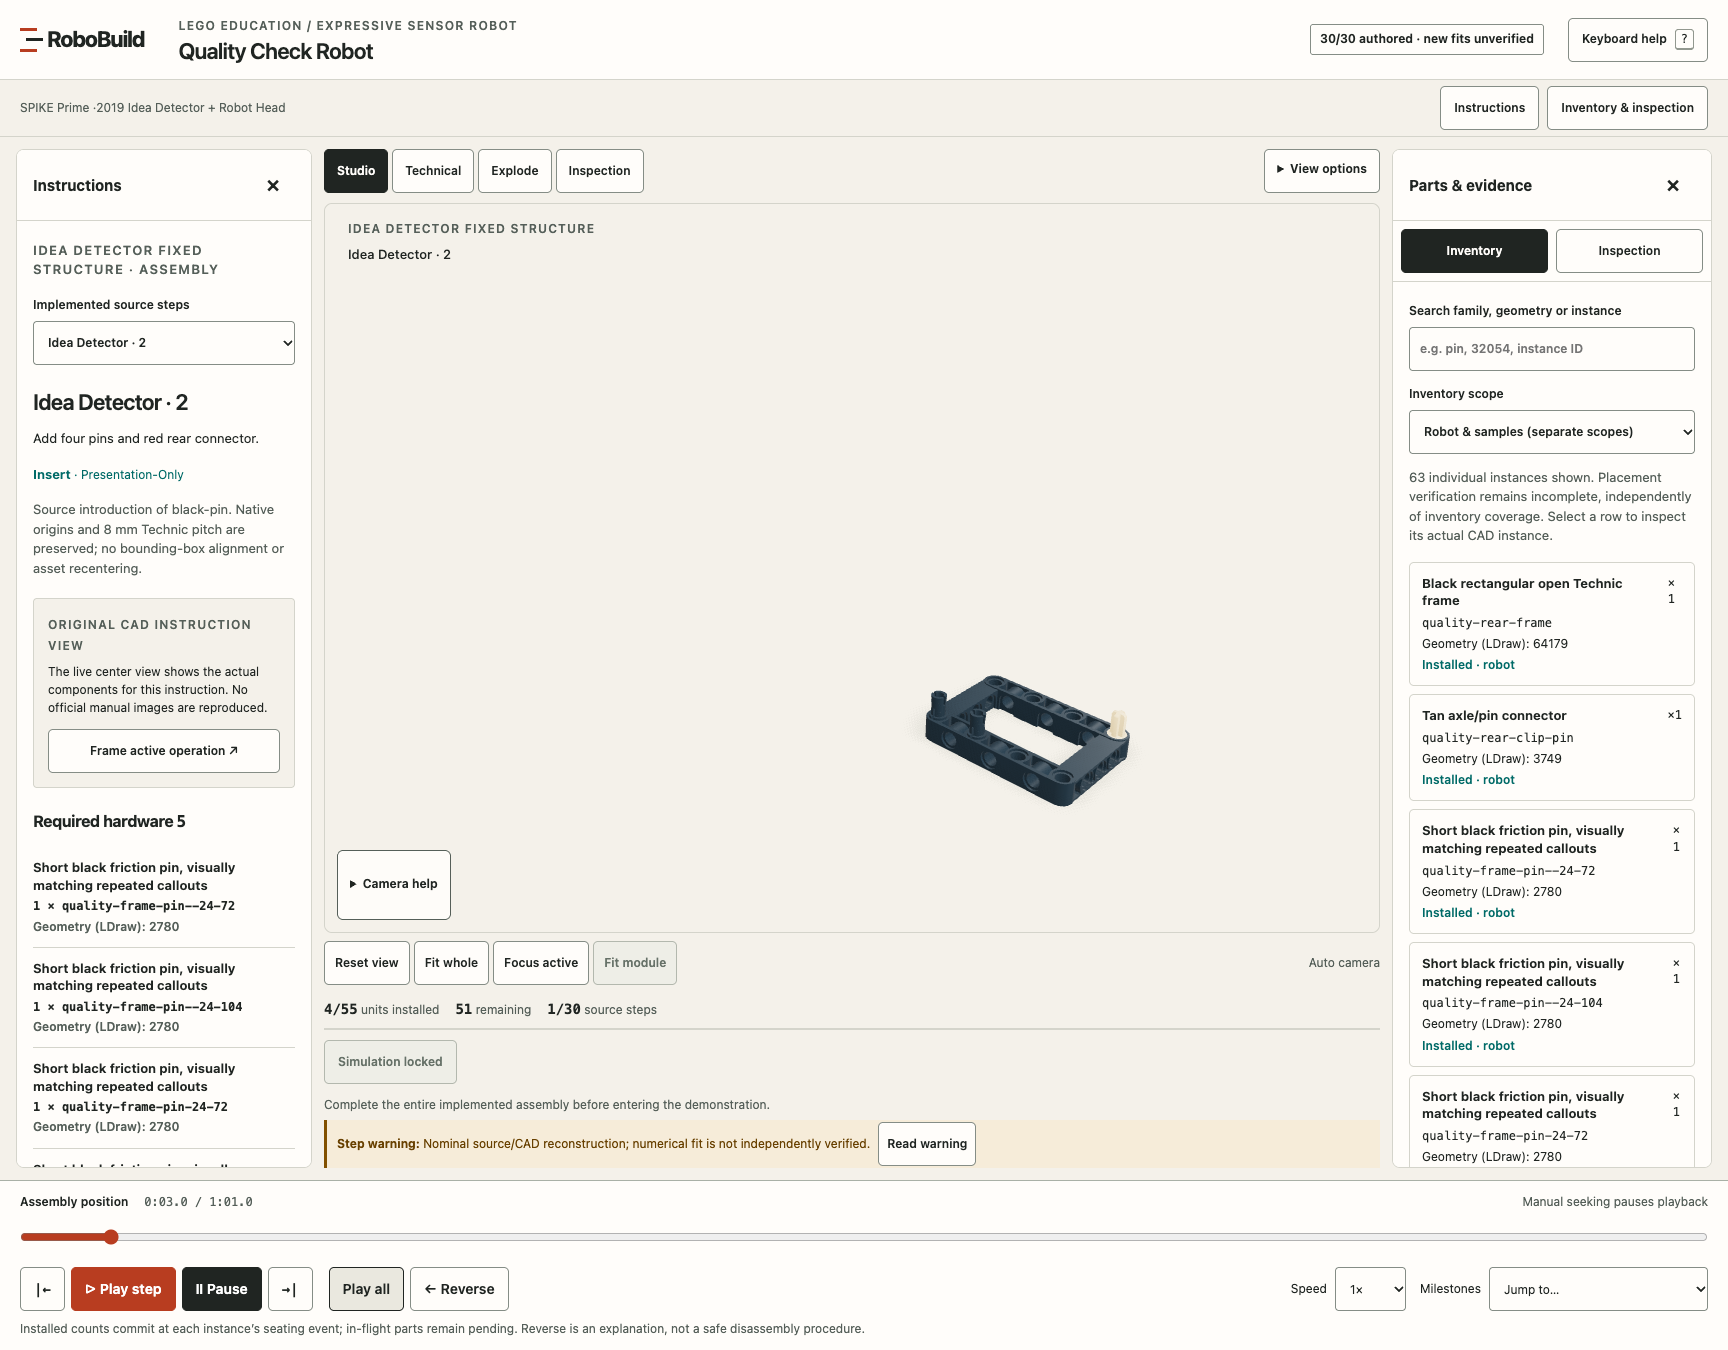 RoboBuild
LEGO EDUCATION / EXPRESSIVE SENSOR ROBOT
Quality Check Robot
30/30 authored · new fits unverified
Keyboard help ?
SPIKE Prime ·2019 Idea Detector + Robot Head
Instructions
Inventory & inspection
Instructions
IDEA DETECTOR FIXED
STRUCTURE · ASSEMBLY
Implemented source steps
Idea Detector · 2
Idea Detector · 2
Add four pins and red rear connector.
Insert · Presentation-Only
Source introduction of black-pin. Native
origins and 8 mm Technic pitch are
preserved; no bounding-box alignment or
asset recentering.
ORIGINAL CAD INSTRUCTION
VIEW
The live center view shows the actual
components for this instruction. No
official manual images are reproduced.
Frame active operation ↗
Required hardware 5
Short black friction pin, visually
matching repeated callouts
1 × quality-frame-pin--24-72
Geometry (LDraw): 2780
Short black friction pin, visually
matching repeated callouts
1 × quality-frame-pin--24-104
Geometry (LDraw): 2780
Short black friction pin, visually
matching repeated callouts
1 × quality-frame-pin-24-72
Geometry (LDraw): 2780
Studio
Technical
Explode
Inspection
View options
IDEA DETECTOR FIXED STRUCTURE
Idea Detector · 2
Camera help
Reset view
Fit whole
Focus active
Fit module
Auto camera
4/55 units installed 51 remaining 1/30 source steps
Simulation locked
Complete the entire implemented assembly before entering the demonstration.
Step warning: Nominal source/CAD reconstruction; numerical fit is not independently verified.
Read warning
Parts & evidence
Inventory
Inspection
Search family, geometry or instance
e.g. pin, 32054, instance ID
Inventory scope
Robot & samples (separate scopes)
63 individual instances shown. Placement
verification remains incomplete, independently
of inventory coverage. Select a row to inspect
its actual CAD instance.
Black rectangular open Technic
frame
× 1
quality-rear-frame
Geometry (LDraw): 64179
Installed · robot
Tan axle/pin connector
×1
quality-rear-clip-pin
Geometry (LDraw): 3749
Installed · robot
Short black friction pin, visually
matching repeated callouts
× 1
quality-frame-pin--24-72
Geometry (LDraw): 2780
Installed · robot
Short black friction pin, visually
matching repeated callouts
× 1
quality-frame-pin--24-104
Geometry (LDraw): 2780
Installed · robot
Short black friction pin, visually
matching repeated callouts
× 1
quality-frame-pin-24-72
Geometry (LDraw): 2780
Assembly position 0:03.0 / 1:01.0
Manual seeking pauses playback
|←
Play step
Pause
→|
Play all
← Reverse
Speed
1×
Milestones
Jump to...
Installed counts commit at each instance's seating event; in-flight parts remain pending. Reverse is an explanation, not a safe disassembly procedure.